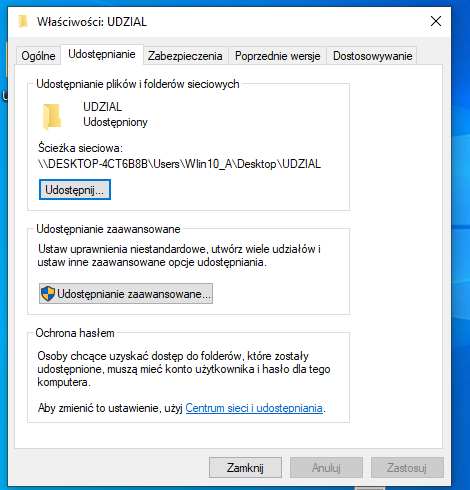 Właściwości: UDZIAL
Ogólne
Udostępnianie
Zabezpieczenia
Poprzednie wersje
Dostosowywanie
Udostępnianie plików i folderów sieciowych
UDZIAL
Udostępniony
Ścieżka sieciowa:
\\DESKTOP-4CT6B8B\Users\WIin10_A\Desktop\UDZIAL
Udostępnij...
Udostępnianie zaawansowane
Ustaw uprawnienia niestandardowe, utwórz wiele udziałów i
ustaw inne zaawansowane opcje udostępniania.
Udostępnianie zaawansowane...
Ochrona hasłem
Osoby chcące uzyskać dostęp do folderów, które zostały
udostępnione, muszą mieć konto użytkownika i hasło dla tego
komputera.
Aby zmienić to ustawienie, użyj Centrum sieci i udostępniania.
Zamknij
Anuluj
Zastosuj